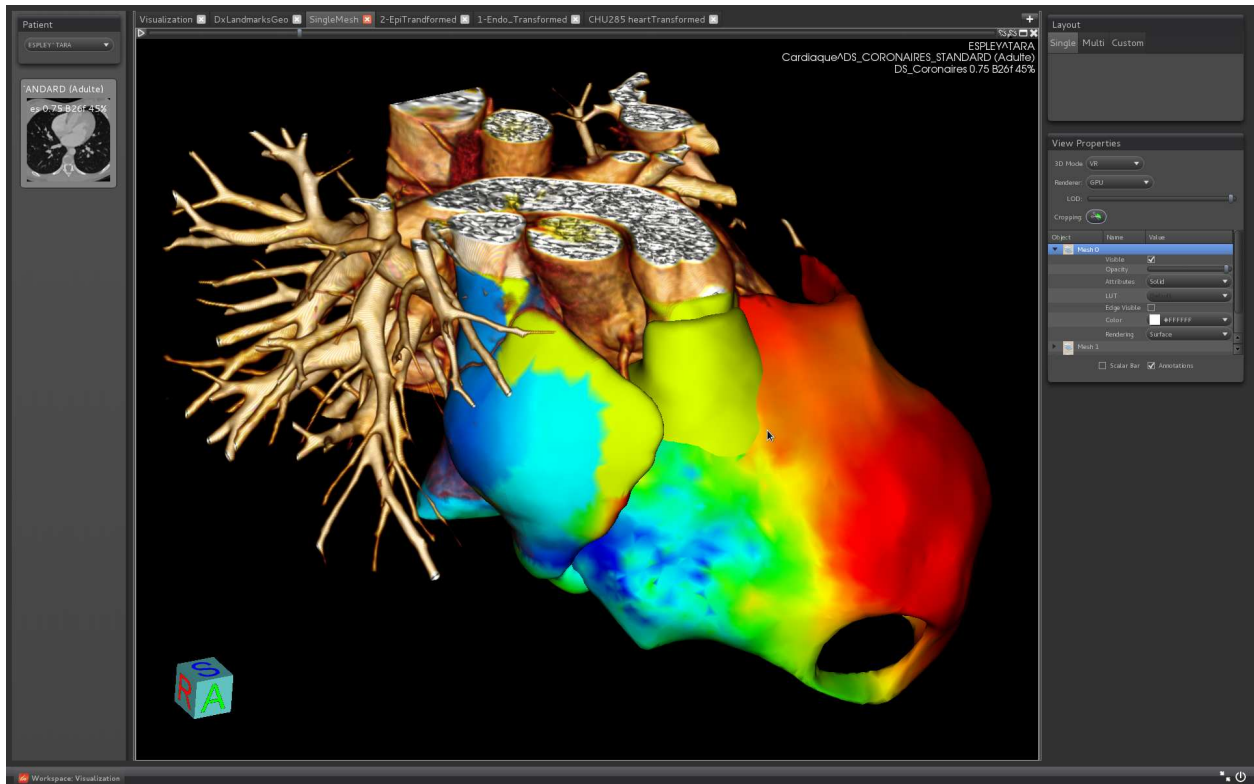 Patient
ESPLEY^TARA
'ANDARD (Adulte)
es 0.75 B26f 45%
Visualization
DxLandmarksGeo
SingleMesh
2-EpiTrandformed
1-Endo_Transformed
CHU285 heartTransformed
ESPLEY^TARA
Cardiaque^DS_CORONAIRES_STANDARD (Adulte)
DS_Coronaires 0.75 B26f 45%
S
R
A
Layout
Single Multi Custom
View Properties
3D Mode VR
Renderer: GPU
LOD:
Cropping
Object Name Value
Mesh 0
Visible
Opacity
Attributes Solid
LUT
Edge Visible
Color #FFFFFF
Rendering Surface
Mesh 1
Scalar Bar Annotations
Workspace: Visualization